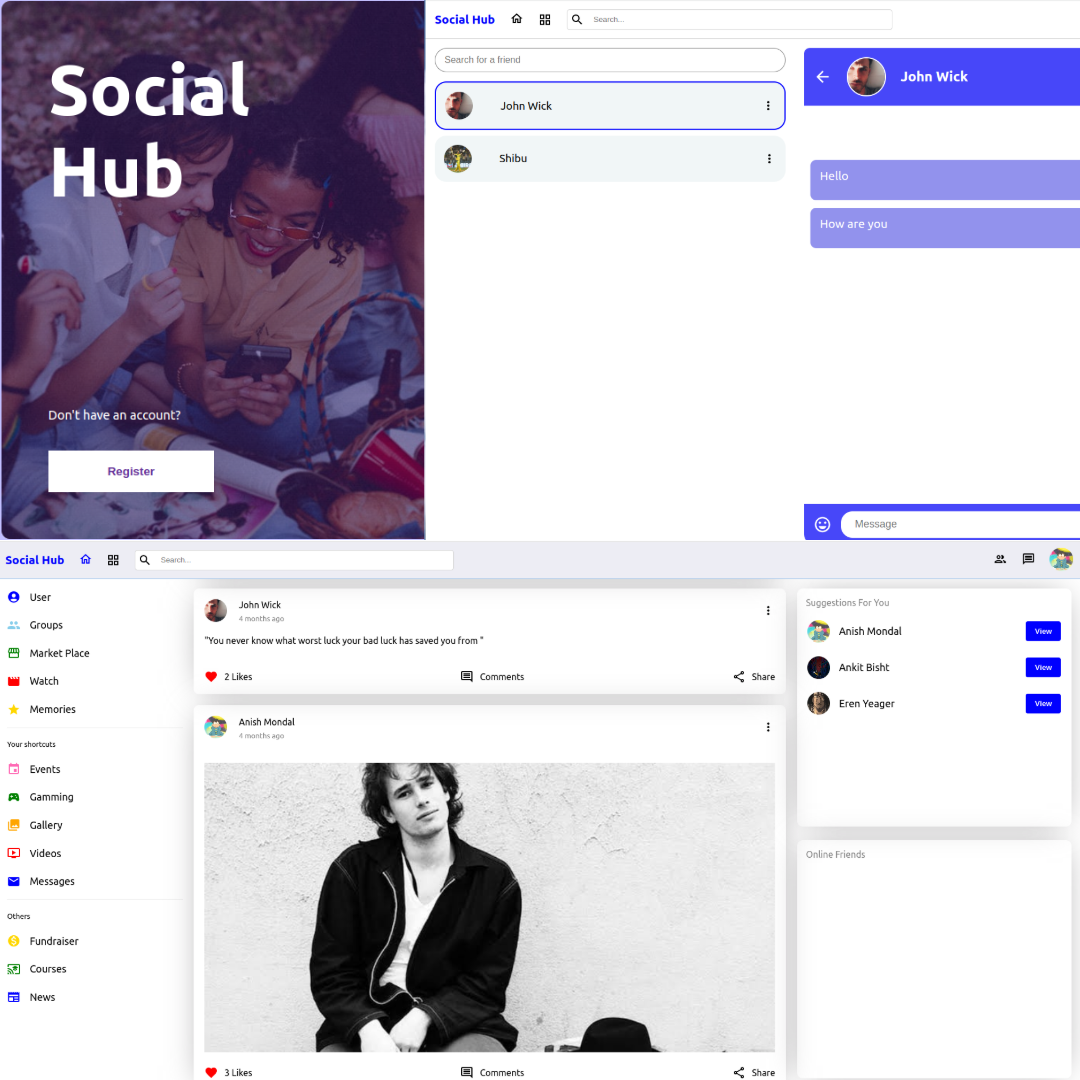 Social
Hub
Don't have an account?
Register
Social Hub
Search...
Search for a friend
John Wick
Shibu
John Wick
Hello
How are you
Message
Social Hub
Search...
User
Groups
Market Place
Watch
Memories
Your shortcuts
Events
Gamming
Gallery
Videos
Messages
Others
Fundraiser
Courses
News
John Wick
4 months ago
"You never know what worst luck your bad luck has saved you from "
2 Likes
Comments
Share
Anish Mondal
4 months ago
3 Likes
Comments
Share
Suggestions For You
Anish Mondal
View
Ankit Bisht
View
Eren Yeager
View
Online Friends